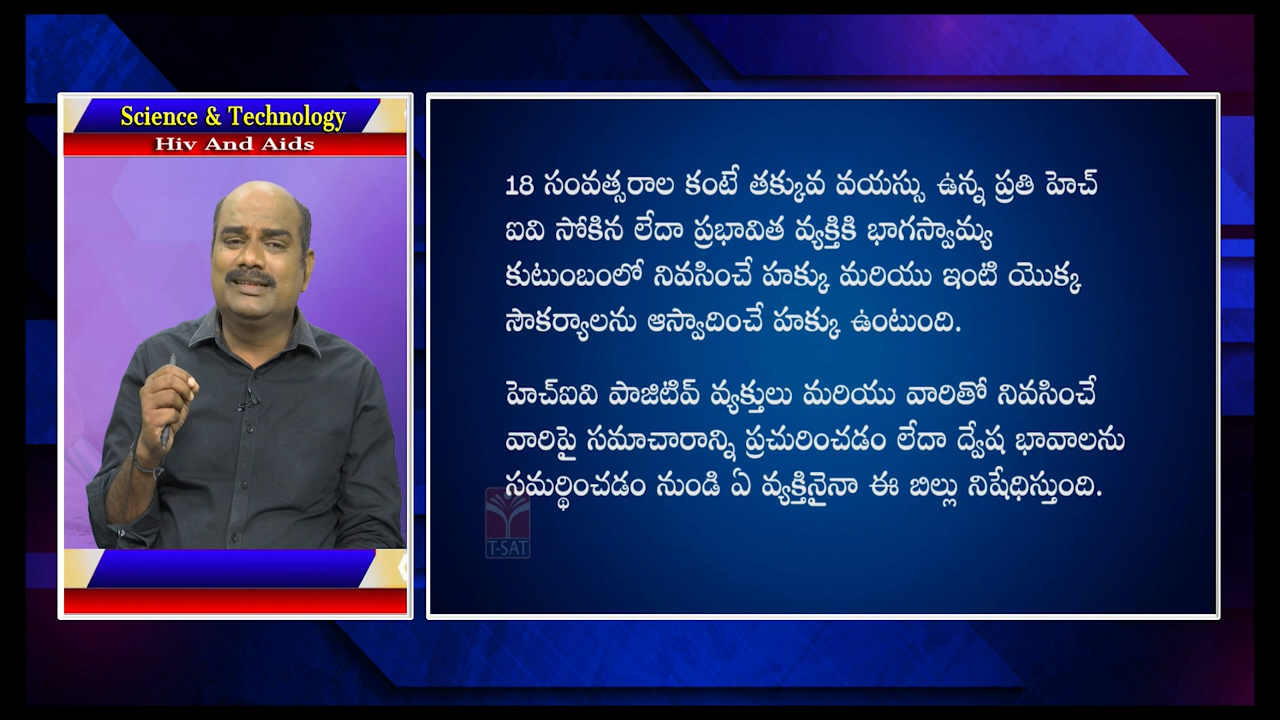 Science & Technology
Hiv And Aids
18 సంవత్సరాల కంటే తక్కువ వయస్సు ఉన్న ప్రతి హెచ్
ఐవి సోకిన లేదా ప్రభావిత వ్యక్తికి భాగస్వామ్య
కుటుంబంలో నివసించే హక్కు మరియు ఇంటి యొక్క
సౌకర్యాలను ఆస్వాదించే హక్కు ఉంటుంది.
హెచ్ఐవి పాజిటివ్ వ్యక్తులు మరియు వారితో నివసించే
వారిపై సమాచారాన్ని ప్రచురించడం లేదా ద్వేష భావాలను
సమర్థించడం నుండి ఏ వ్యక్తినైనా ఈ బిల్లు నిషేధిస్తుంది.
T-SAT